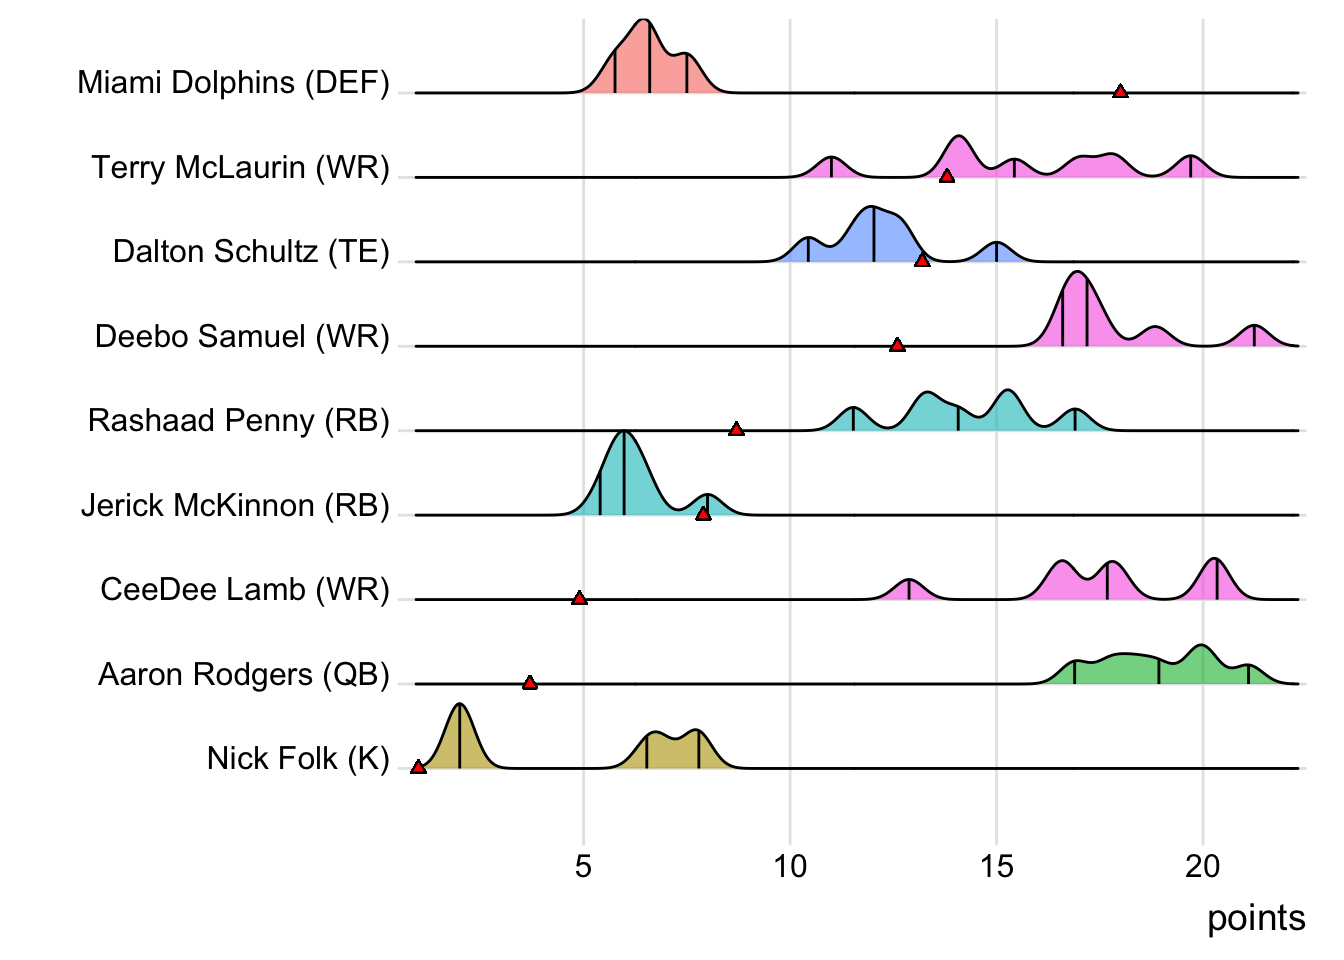 Miami Dolphins (DEF)
Terry McLaurin (WR)
Dalton Schultz (TE)
Deebo Samuel (WR)
Rashaad Penny (RB)
Jerick McKinnon (RB)
CeeDee Lamb (WR)
Aaron Rodgers (QB)
Nick Folk (K)
5 10 15 20
points